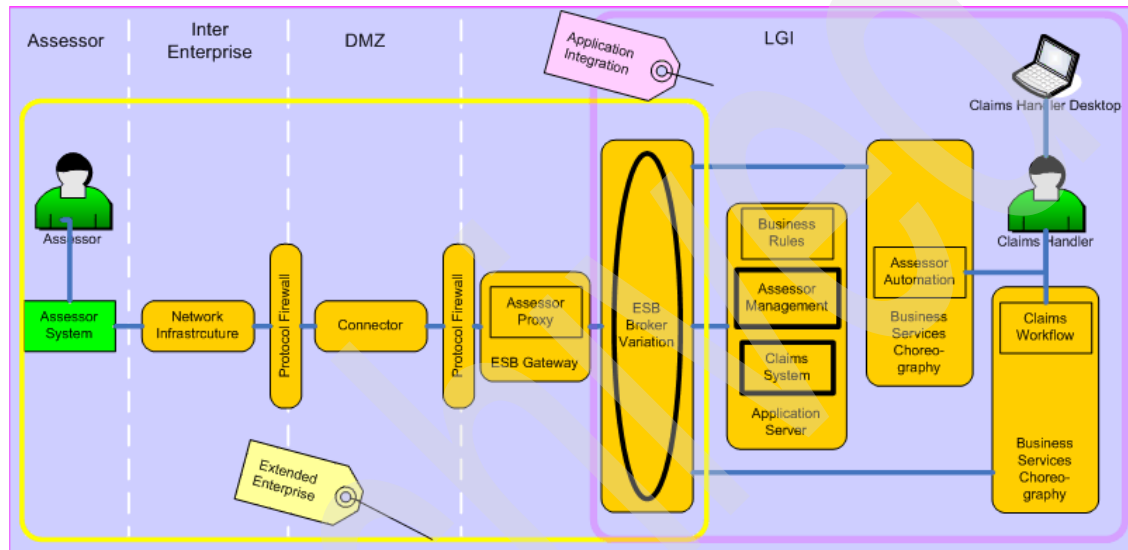 Assessor
Inter
Enterprise
DMZ
Application
Integration
LGI
Claims Handler Desktop
Assessor
Claims Handler
Assessor
System
Network
Infrastrcuture
Protocol Firewall
Connector
Protocol Firewall
Assessor
Proxy
ESB Gateway
ESB
Broker
Variation
Business
Rules
Assessor
Management
Claims
System
Application
Server
Assessor
Automation
Business
Services
Choreo-
graphy
Claims
Workflow
Business
Services
Choreo-
graphy
Extended
Enterprise